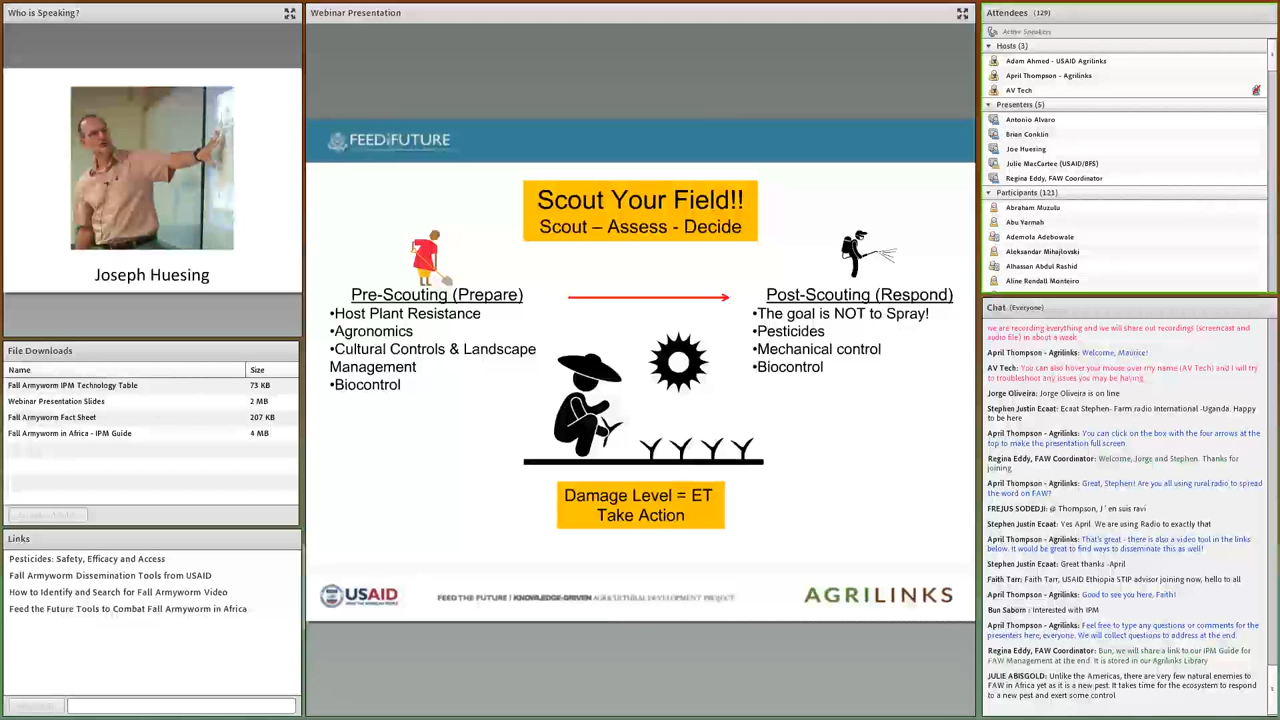 Who is Speaking?
Joseph Huesing
File Downloads
Name Size
Fall Armyworm IPM Technology Table 73 KB
Webinar Presentation Slides 2 MB
Fall Armyworm Fact Sheet 207 KB
Fall Armyworm in Africa - IPM Guide 4 MB
Links
Pesticides: Safety, Efficacy and Access
Fall Armyworm Dissemination Tools from USAID
How to Identify and Search for Fall Armyworm Video
Feed the Future Tools to Combat Fall Armyworm in Africa
Webinar Presentation
FEED FUTURE
Scout Your Field!!
Scout – Assess - Decide
Pre-Scouting (Prepare)
•Host Plant Resistance
•Agronomics
•Cultural Controls & Landscape
Management
•Biocontrol
Post-Scouting (Respond)
•The goal is NOT to Spray!
•Pesticides
•Mechanical control
•Biocontrol
Damage Level = ET
Take Action
USAID
FEED THE FUTURE | KNOWLEDGE-DRIVEN AGRICULTURAL DEVELOPMENT PROJECT
AGRILINKS
Attendees (129)
Active Speakers
Hosts (3)
Adam Ahmed - USAID Agrilinks
April Thompson - Agrilinks
AV Tech
Presenters (5)
Antonio Alvaro
Brian Conklin
Joe Huesing
Julie MacCartee (USAID/BFS)
Regina Eddy, FAW Coordinator
Participants (121)
Abraham Muzulu
Abu Yarmah
Ademola Adebowale
Aleksandar Mihajlovski
Alhassan Abdul Rashid
Aline Rendall Monteiro
Chat (Everyone)
we are recording everything and we will share out recordings (screencast and
audio file) in about a week
April Thompson - Agrilinks: Welcome, Maurice!
AV Tech: You can also hover your mouse over my name (AV Tech) and I will try
to troubleshoot any issues you may be having
Jorge Oliveira: Jorge Oliveira is on line
Stephen Justin Ecaat: Ecaat Stephen- Farm radio International -Uganda. Happy
to be here
April Thompson - Agrilinks: You can click on the box with the four arrows at the
top to make the presentation full screen.
Regina Eddy, FAW Coordinator: Welcome, Jorge and Stephen. Thanks for
joining
April Thompson - Agrilinks: Great, Stephen! Are you all using rural radio to spread
the word on FAW?
FREJUS SODEDJI: @ Thompson, J ' en suis ravi
Stephen Justin Ecaat: Yes April. We are using Radio to exactly that
April Thompson - Agrilinks: That's great - there is also a video tool in the links
below. It would be great to find ways to disseminate this as well!
Stephen Justin Ecaat: Great thanks -April
Faith Tarr: Faith Tarr, USAID Ethiopia STIP advisor joining now, hello to all
April Thompson - Agrilinks: Good to see you here, Faith!
Bun Saborn : Interested with IPM
April Thompson - Agrilinks: Feel free to type any questions or comments for the
presenters here, everyone. We will collect questions to address at the end.
Regina Eddy, FAW Coordinator: Bun, we will share a link to our IPM Guide for
FAW Management at the end. It is stored in our Agrilinks Library
JULIE ABISGOLD: Unlike the Americas, there are very few natural enemies to
FAW in Africa yet as it is a new pest. It takes time for the ecosystem to respond
to a new pest and exert some control